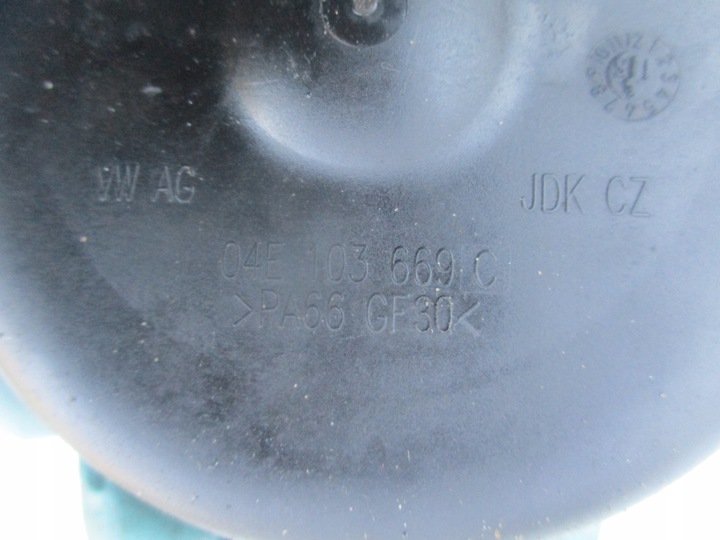 VW AG JDK CZ
04E 103 669 C
>PA66 GF30<